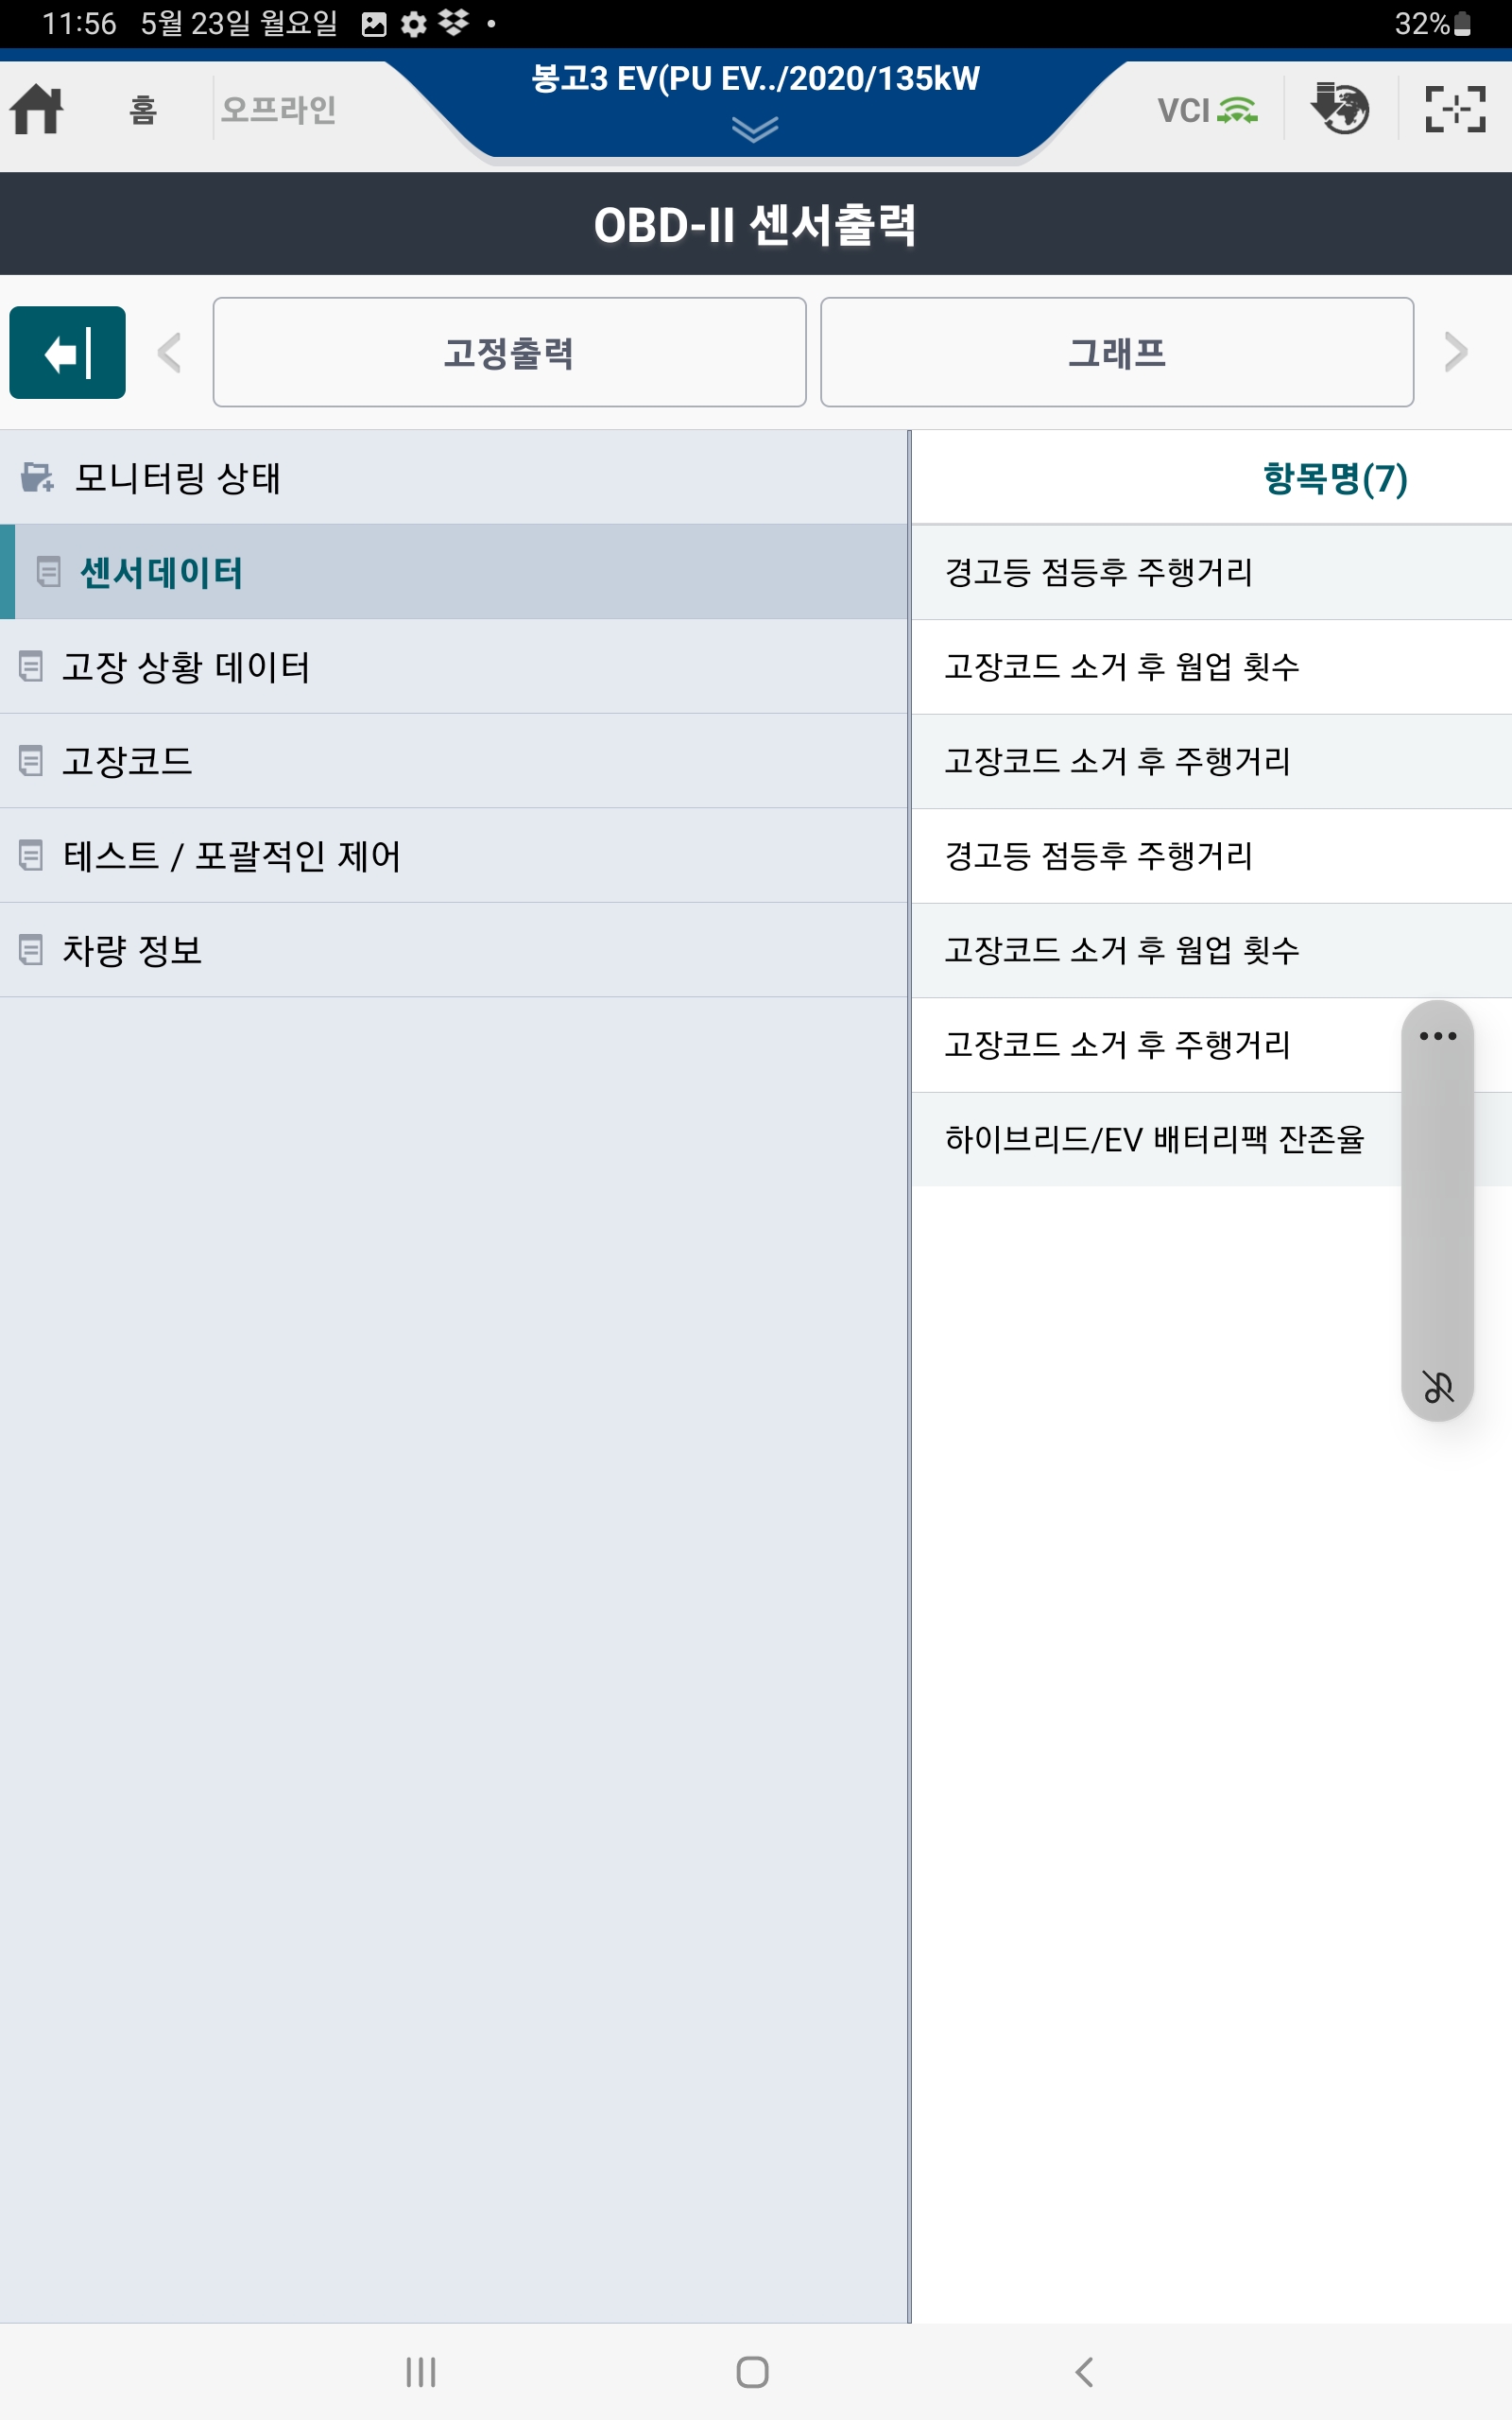 11:56 5월 23일 월요일
32%
홈
오프라인
봉고3 EV(PU EV../2020/135kW
VCI
OBD-II 센서출력
고정출력
그래프
모니터링 상태
항목명(7)
센서데이터
경고등 점등후 주행거리
고장 상황 데이터
고장코드 소거 후 웜업 횟수
고장코드
고장코드 소거 후 주행거리
테스트 / 포괄적인 제어
경고등 점등후 주행거리
차량 정보
고장코드 소거 후 웜업 횟수
고장코드 소거 후 주행거리
하이브리드/EV 배터리팩 잔존율